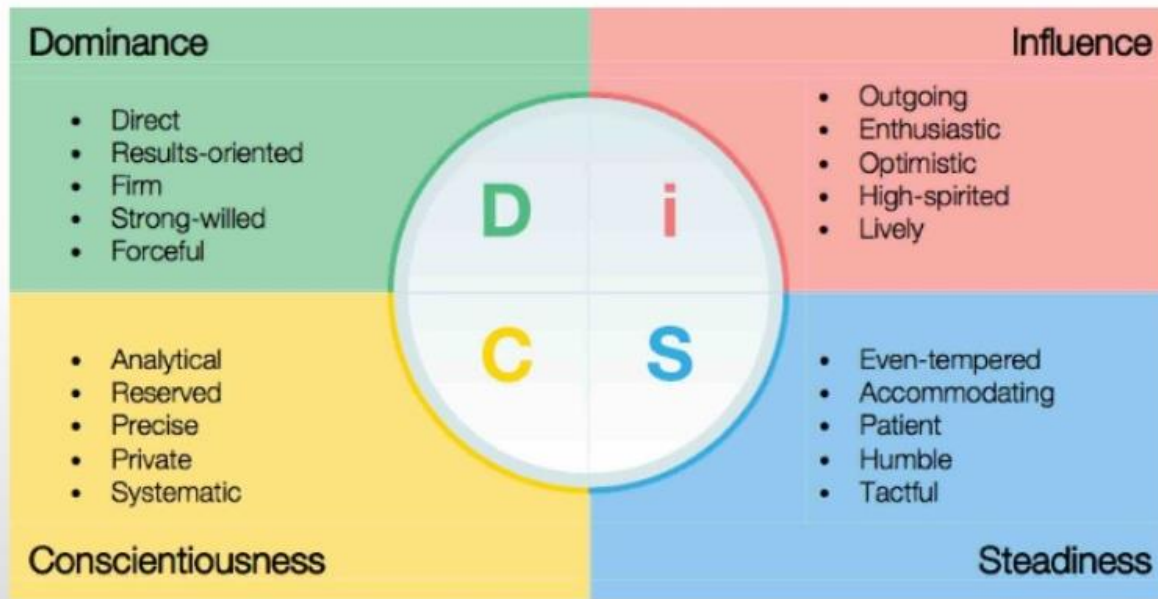 Dominance
• Direct
• Results-oriented
• Firm
• Strong-willed
• Forceful
Influence
• Outgoing
• Enthusiastic
• Optimistic
• High-spirited
• Lively
D i
C S
• Analytical
• Reserved
• Precise
• Private
• Systematic
Conscientiousness
• Even-tempered
• Accommodating
• Patient
• Humble
• Tactful
Steadiness